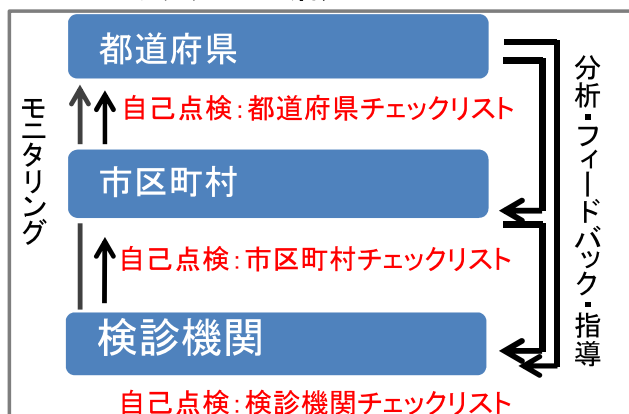 都道府県
自己点検：都道府県チェックリスト
市区町村
自己点検：市区町村チェックリスト
検診機関
自己点検：検診機関チェックリスト
モニタリング
分析・フィードバック・指導